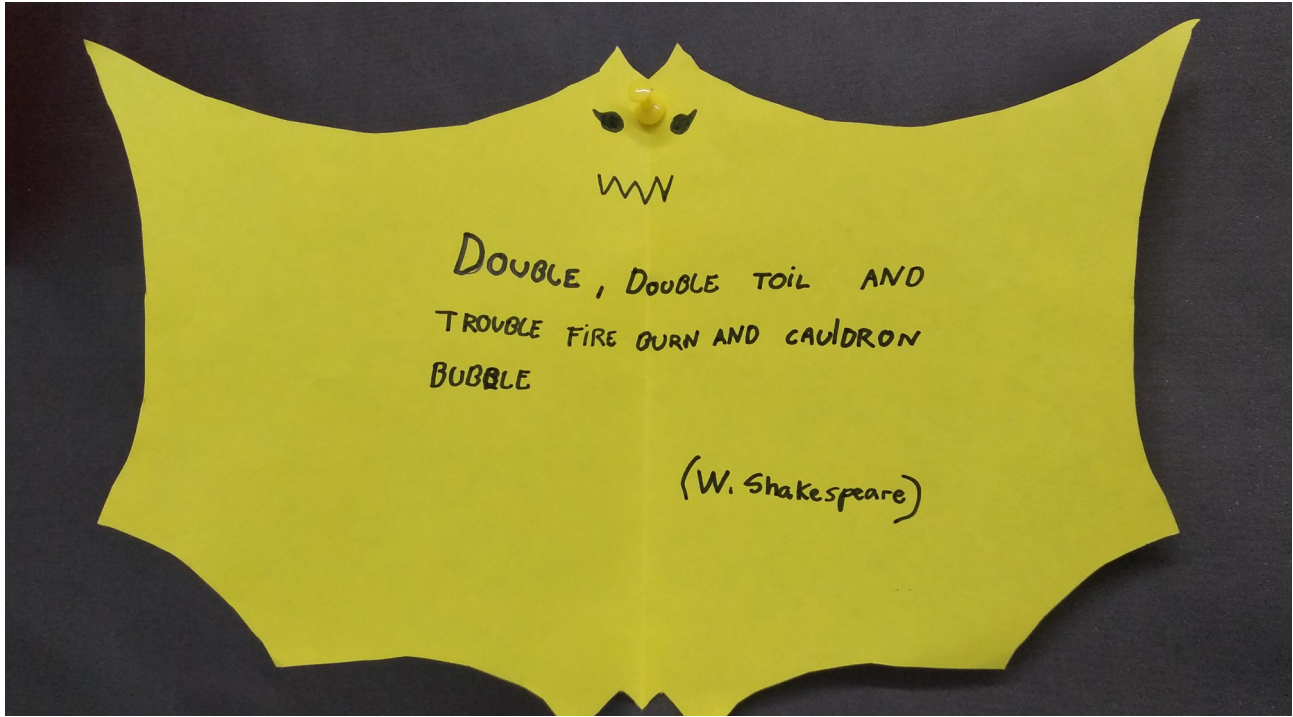 DOUBLE, DOUBLE TOIL AND
TROUBLE FIRE BURN AND CAULDRON
BUBBLE
(W. Shakespeare)